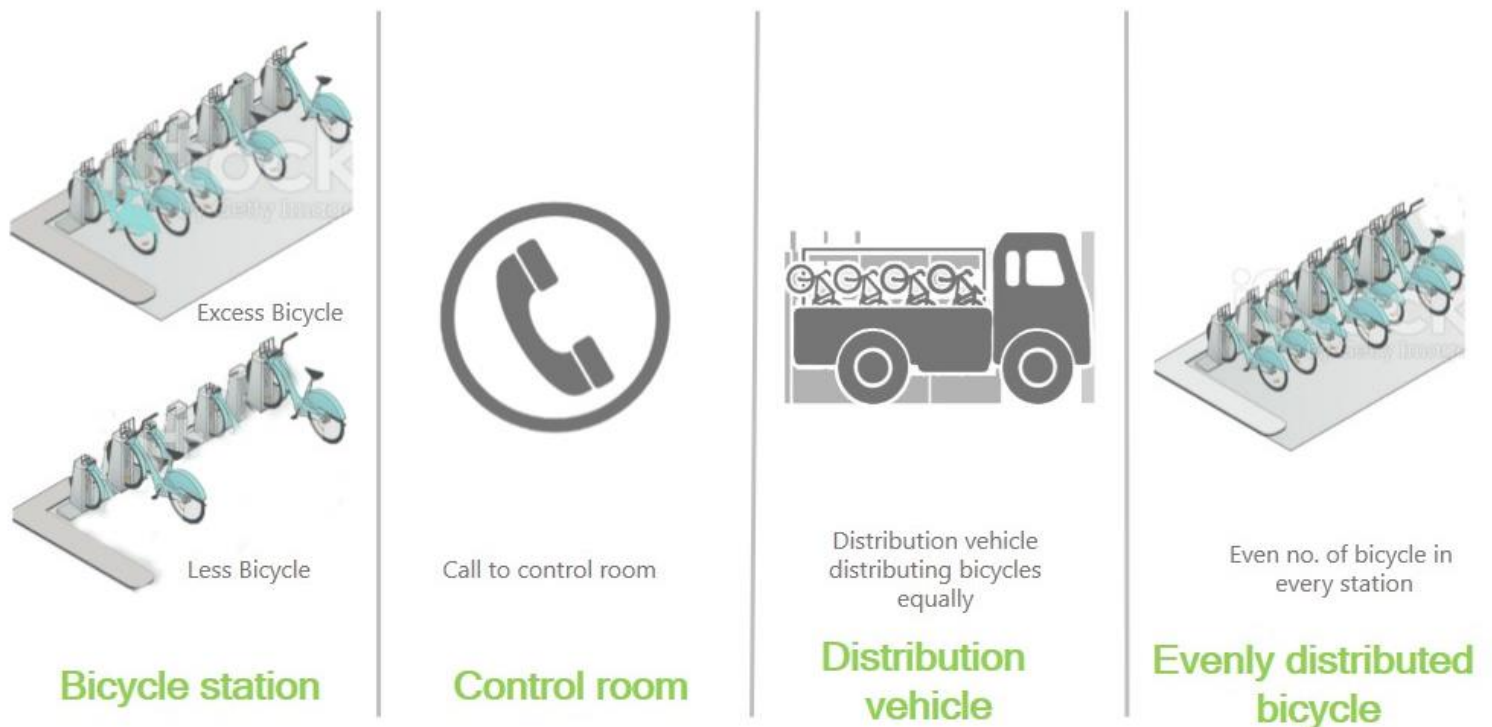 Excess Bicycle
Less Bicycle
Bicycle station
Call to control room
Control room
Distribution vehicle
distributing bicycles
equally
Distribution
vehicle
Even no. of bicycle in
every station
Evenly distributed
bicycle